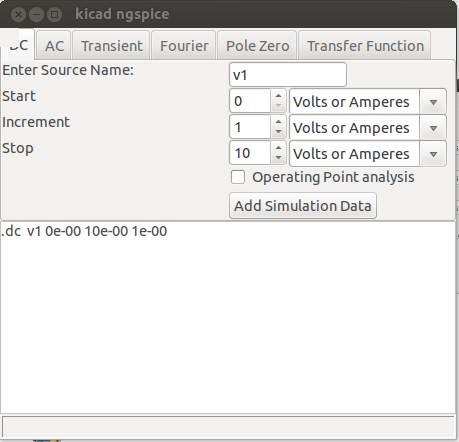 kicad ngspice
DC AC Transient Fourier Pole Zero Transfer Function
Enter Source Name: v1
Start 0 Volts or Amperes
Increment 1 Volts or Amperes
Stop 10 Volts or Amperes
Operating Point analysis
Add Simulation Data
.dc v1 0e-00 10e-00 1e-00